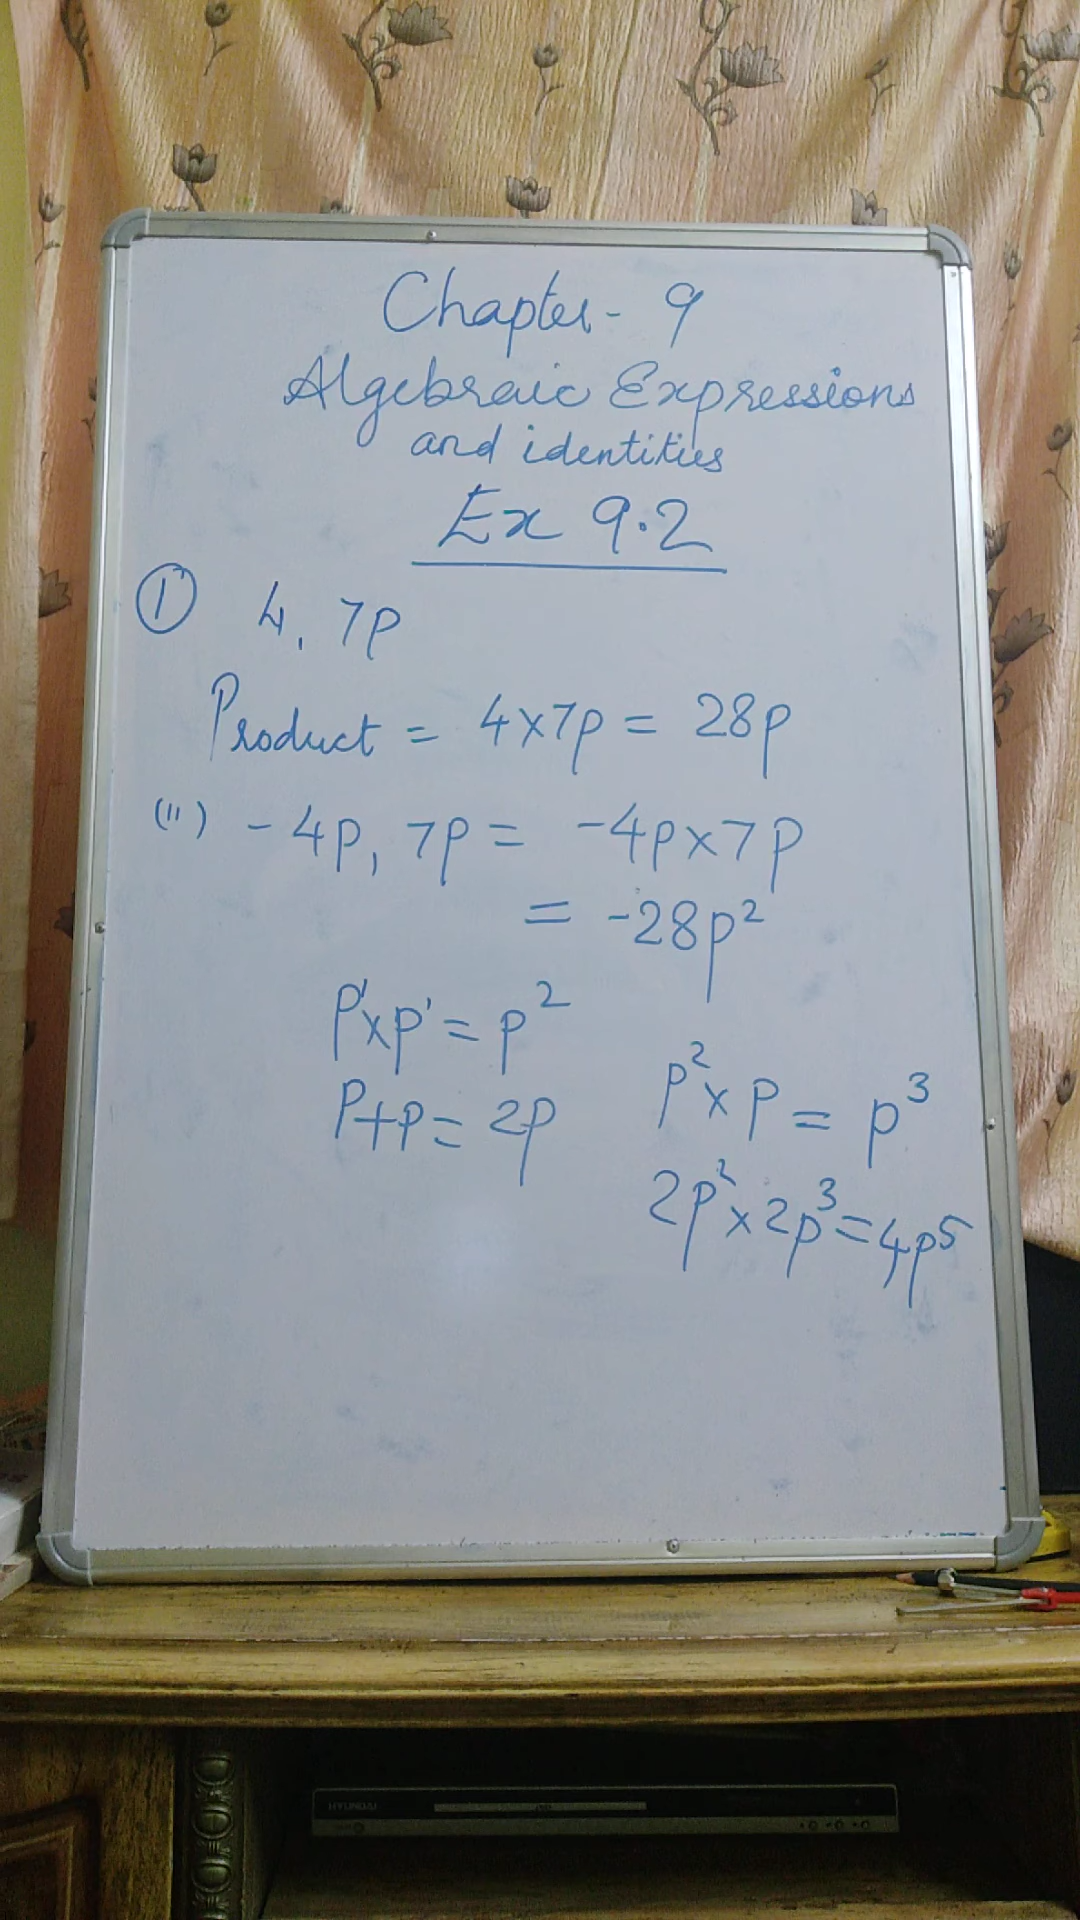 Chapter - 9
Algebraic Expressions
and identities
Ex 9.2
① 4, 7p
Product = 4×7p = 28p
(ii) -4p, 7p = -4p×7p
= -28p²
p¹×p¹ = p²
p+p = 2p
p²×p = p³
2p²×2p³ = 4p⁵
HYUNDAI